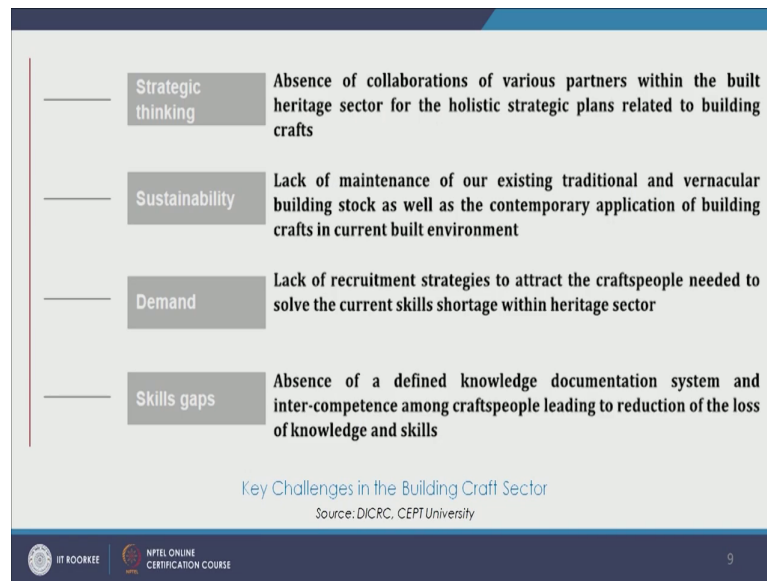 Strategic
thinking
Absence of collaborations of various partners within the built
heritage sector for the holistic strategic plans related to building
crafts
Sustainability
Lack of maintenance of our existing traditional and vernacular
building stock as well as the contemporary application of building
crafts in current built environment
Demand
Lack of recruitment strategies to attract the craftspeople needed to
solve the current skills shortage within heritage sector
Skills gaps
Absence of a defined knowledge documentation system and
inter-competence among craftspeople leading to reduction of the loss
of knowledge and skills
Key Challenges in the Building Craft Sector
Source: DICRC, CEPT University
IIT ROORKEE
NPTEL
NPTEL ONLINE
CERTIFICATION COURSE
9